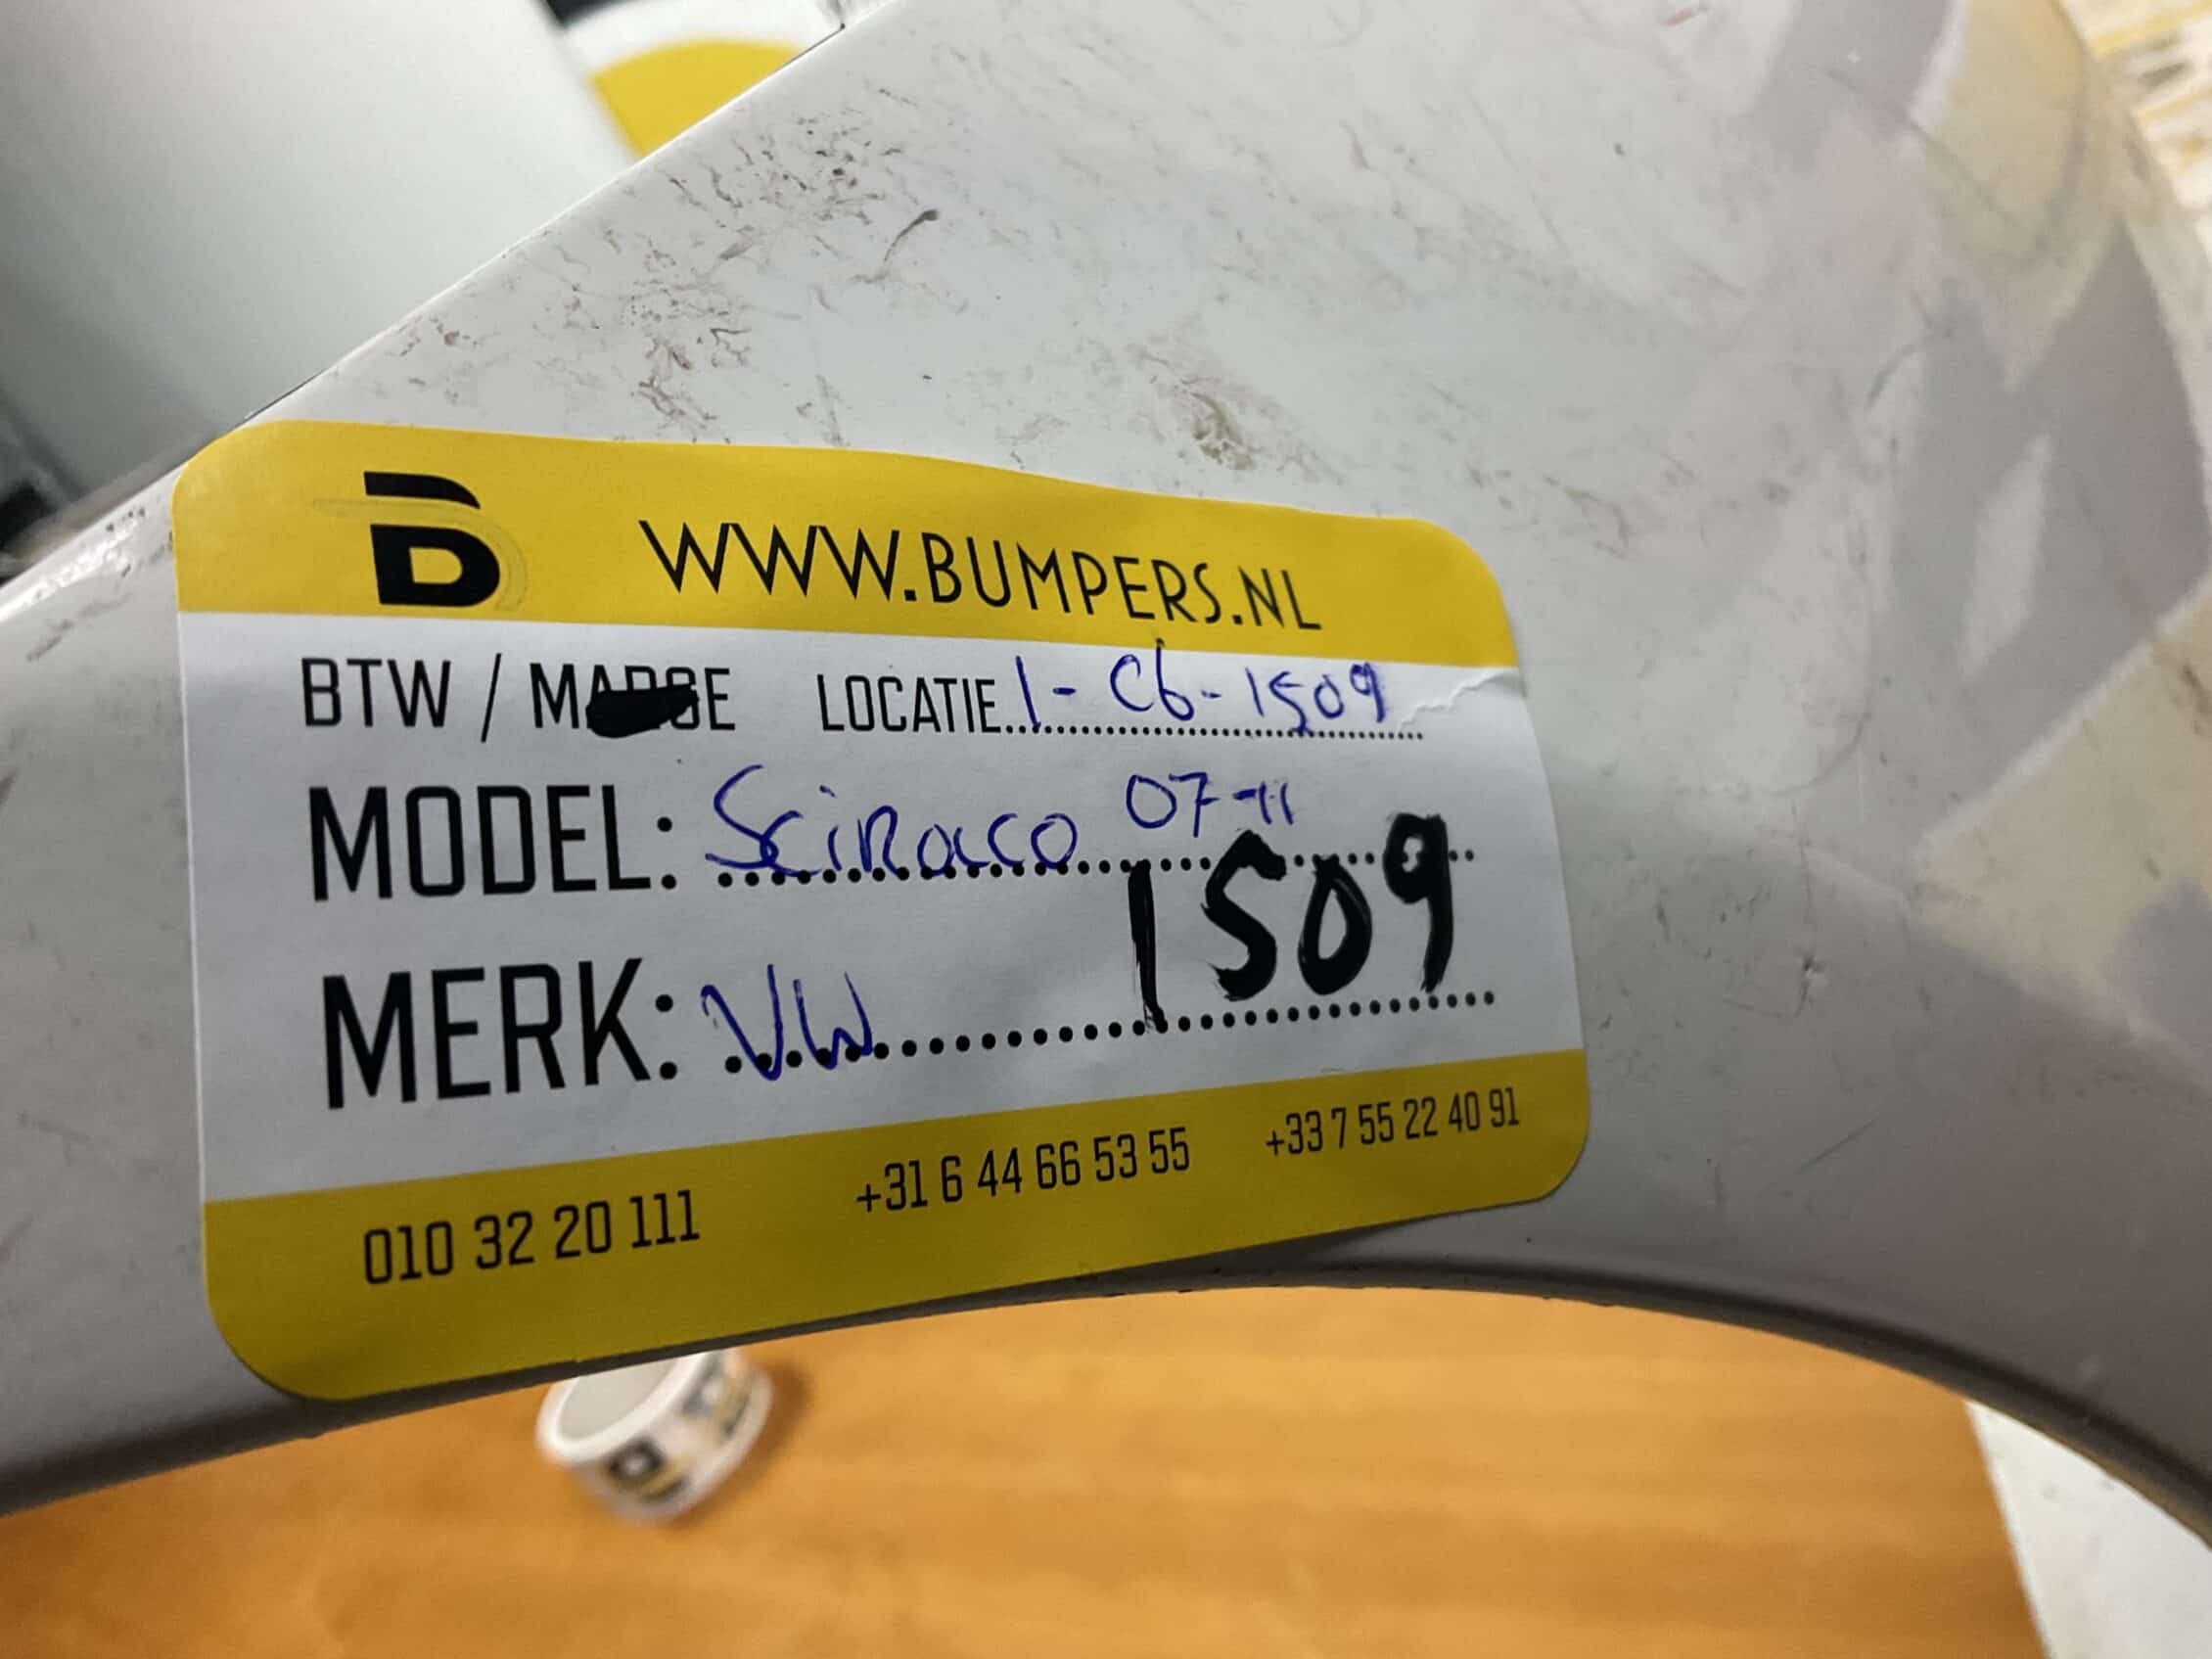 B WWW.BUMPERS.NL
BTW / MARGE LOCATIE 1-C6-1509
MODEL: Sciracco 07-11
1509
MERK: VW
010 32 20 111 +31 6 44 66 53 55 +33 7 55 22 40 91